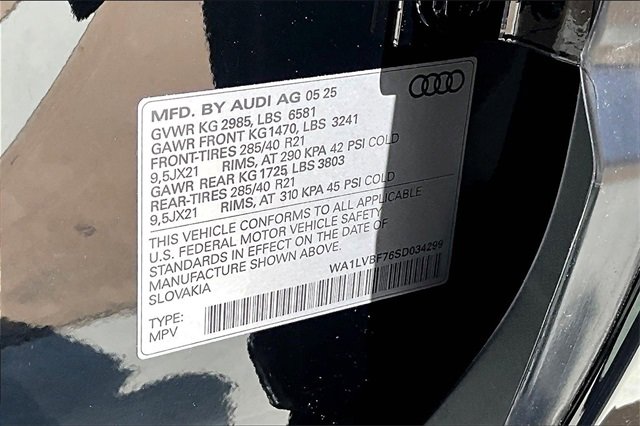 MFD. BY AUDI AG 05 25
GVWR KG 2985, LBS 6581
GAWR FRONT KG1470, LBS 3241
FRONT-TIRES 285/40 R21
9,5JX21 RIMS, AT 290 KPA 42 PSI COLD
GAWR REAR KG 1725, LBS 3803
REAR-TIRES 285/40 R21
9,5JX21 RIMS, AT 310 KPA 45 PSI COLD
THIS VEHICLE CONFORMS TO ALL APPLICABLE
U.S. FEDERAL MOTOR VEHICLE SAFETY
STANDARDS IN EFFECT ON THE DATE OF
MANUFACTURE SHOWN ABOVE.
SLOVAKIA WA1LVBF76SD034299
TYPE:
MPV